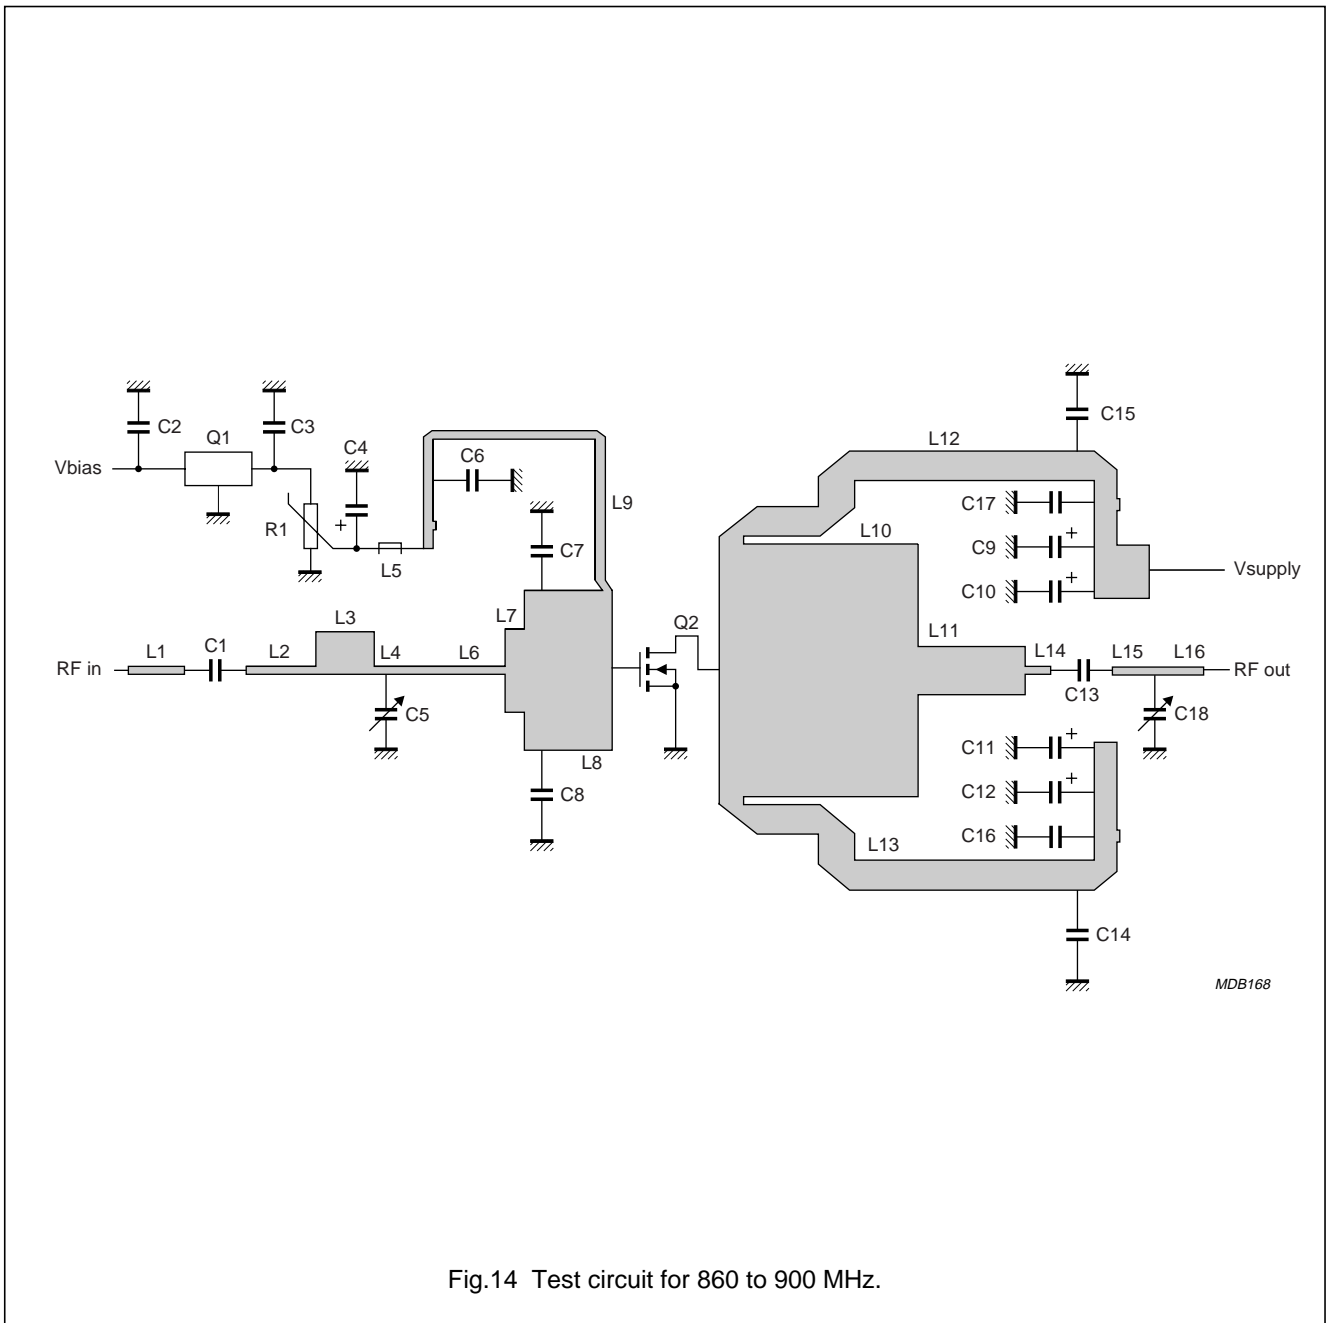 C15
L12
C2
Q1
C3
C4
C6
Vbias
L9
C17
R1
+
L10
C9
+
L5
C7
Vsupply
C10
+
L3
L7
Q2
L11
RF in
L1
C1
L2
L4
L6
L14
L15
L16
RF out
C13
C5
C18
C11
+
L8
C12
+
C8
C16
L13
C14
MDB168
Fig.14 Test circuit for 860 to 900 MHz.